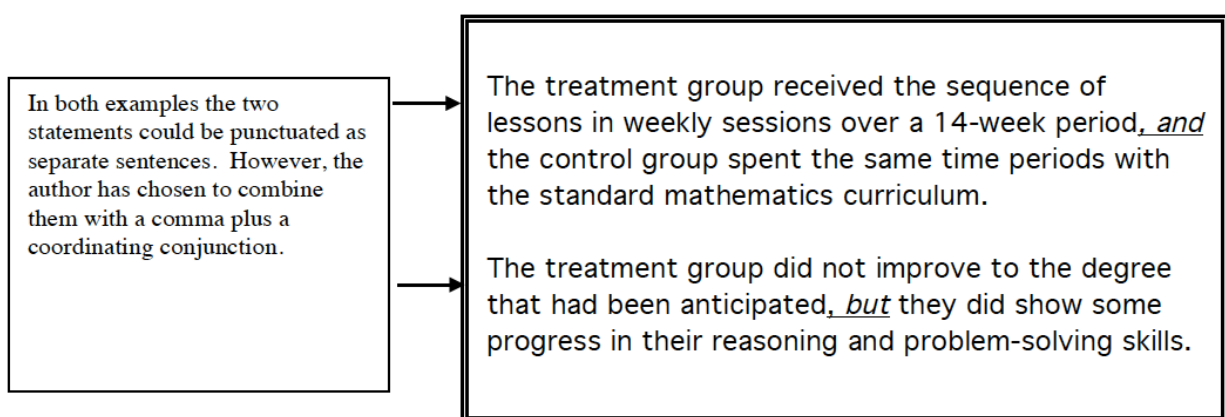 In both examples the two
statements could be punctuated as
separate sentences.  However, the
author has chosen to combine
them with a comma plus a
coordinating conjunction.
The treatment group received the sequence of
lessons in weekly sessions over a 14-week period, and
the control group spent the same time periods with
the standard mathematics curriculum.
The treatment group did not improve to the degree
that had been anticipated, but they did show some
progress in their reasoning and problem-solving skills.